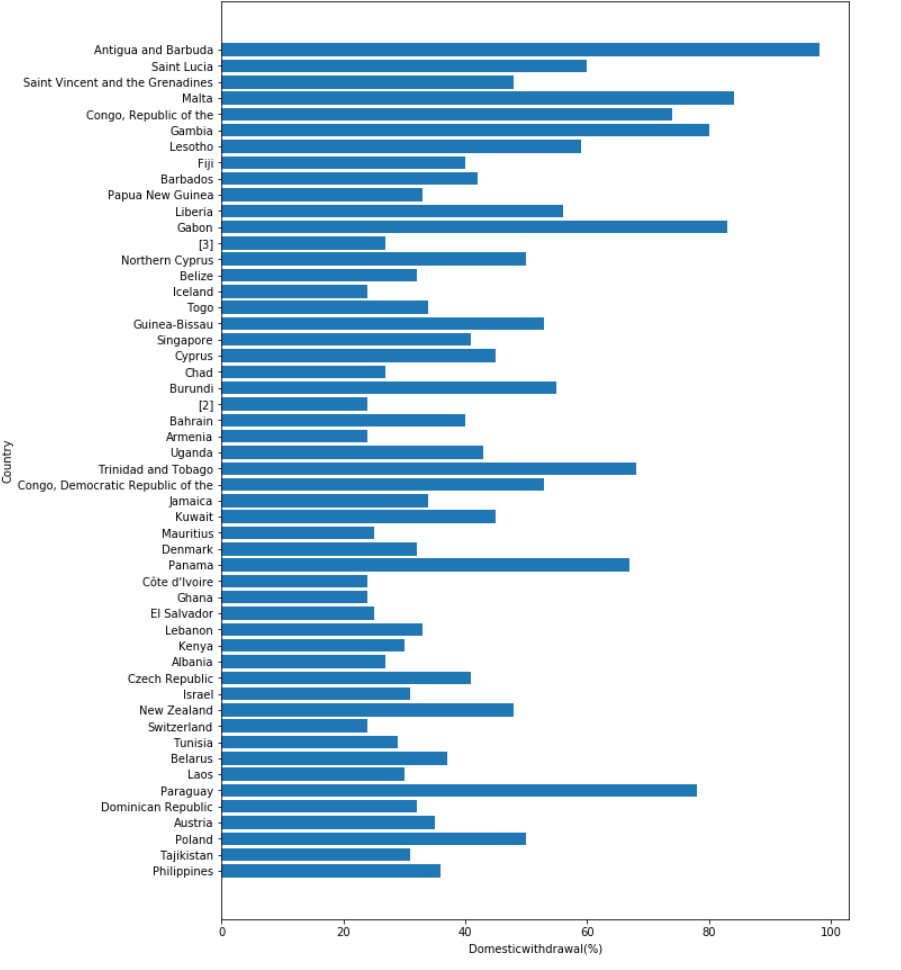 Antigua and Barbuda
Saint Lucia
Saint Vincent and the Grenadines
Malta
Congo, Republic of the
Gambia
Lesotho
Fiji
Barbados
Papua New Guinea
Liberia
Gabon
[3]
Northern Cyprus
Belize
Iceland
Togo
Guinea-Bissau
Singapore
Cyprus
Chad
Burundi
[2]
Bahrain
Armenia
Uganda
Trinidad and Tobago
Congo, Democratic Republic of the
Jamaica
Kuwait
Mauritius
Denmark
Panama
Côte d'Ivoire
Ghana
El Salvador
Lebanon
Kenya
Albania
Czech Republic
Israel
New Zealand
Switzerland
Tunisia
Belarus
Laos
Paraguay
Dominican Republic
Austria
Poland
Tajikistan
Philippines
Country
0 20 40 60 80 100
Domesticwithdrawal(%)